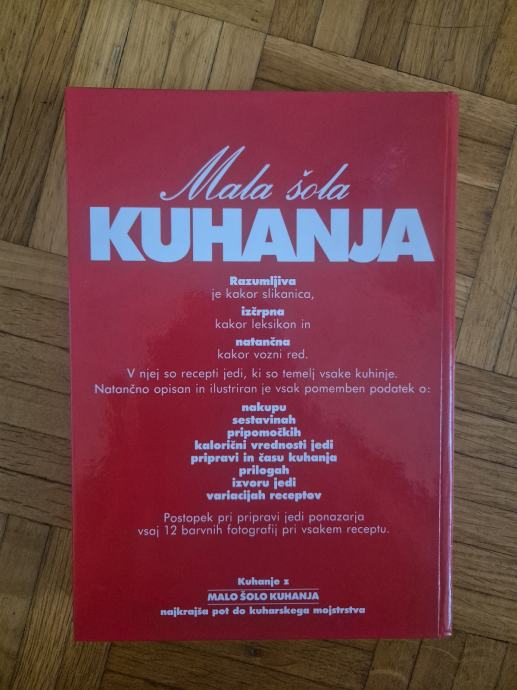 Mala šola
KUHANJA
Razumljiva
je kakor slikanica,
izčrpna
kakor leksikon in
natančna
kakor vozni red.
V njej so recepti jedi, ki so temelj vsake kuhinje.
Natančno opisan in ilustriran je vsak pomemben podatek o:
nakupu
sestavinah
pripomočkih
kalorični vrednosti jedi
pripravi in času kuhanja
prilogah
izvoru jedi
variacijah receptov
Postopek pri pripravi jedi ponazarja
vsaj 12 barvnih fotografij pri vsakem receptu.
Kuhanje z
MALO ŠOLO KUHANJA
najkrajša pot do kuharskega mojstrstva